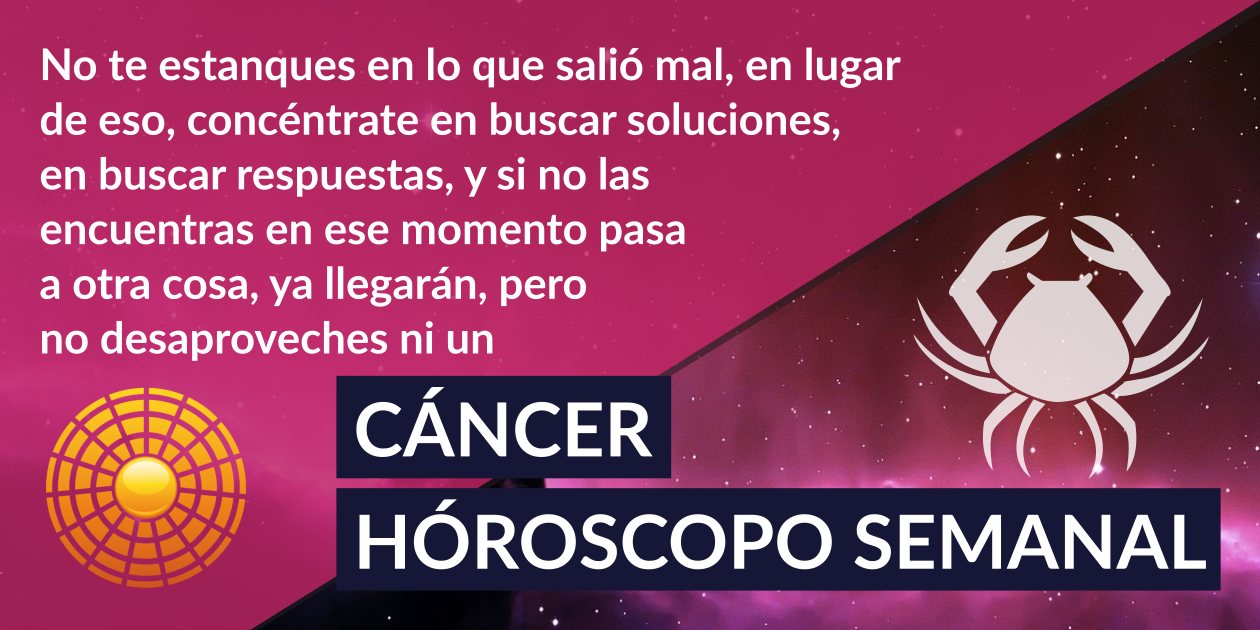 No te estanques en lo que salió mal, en lugar
de eso, concéntrate en buscar soluciones,
en buscar respuestas, y si no las
encuentras en ese momento pasa
a otra cosa, ya llegarán, pero
no desaproveches ni un
CÁNCER
HÓROSCOPO SEMANAL